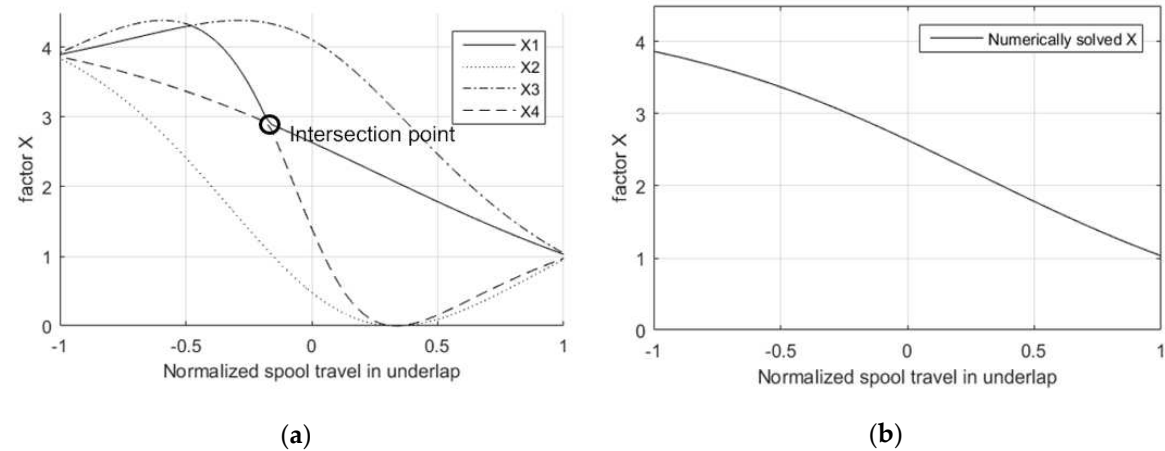 4
3
2
1
0
factor X
X1
X2
X3
X4
Intersection point
-1 -0.5 0 0.5 1
Normalized spool travel in underlap
(a)
4
3
2
1
0
factor X
Numerically solved X
-1 -0.5 0 0.5 1
Normalized spool travel in underlap
(b)